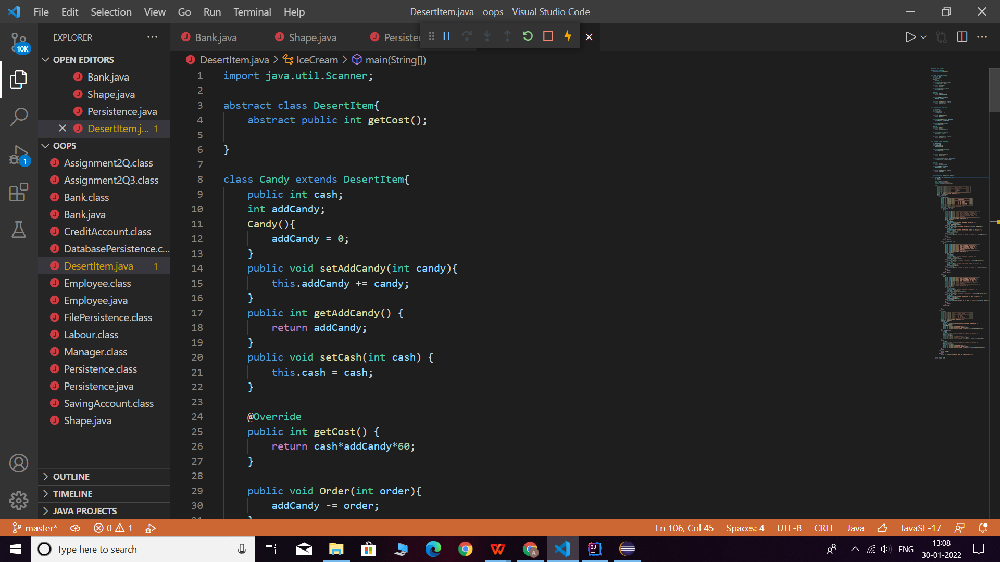 File Edit Selection View Go Run Terminal Help
DesertItem.java - oops - Visual Studio Code
10K
1
EXPLORER
OPEN EDITORS
Bank.java
Shape.java
Persistence.java
DesertItem.j... 1
OOPS
Assignment2Q.class
Assignment2Q3.class
Bank.class
Bank.java
CreditAccount.class
DatabasePersistence.c...
DesertItem.java 1
Employee.class
Employee.java
FilePersistence.class
Labour.class
Manager.class
Persistence.class
Persistence.java
SavingAccount.class
Shape.java
OUTLINE
TIMELINE
JAVA PROJECTS
Bank.java Shape.java Persister
DesertItem.java > IceCream > main(String[])
1 import java.util.Scanner;
2
3 abstract class DesertItem{
4 abstract public int getCost();
5
6 }
7
8 class Candy extends DesertItem{
9 public int cash;
10 int addCandy;
11 Candy(){
12 addCandy = 0;
13 }
14 public void setAddCandy(int candy){
15 this.addCandy += candy;
16 }
17 public int getAddCandy() {
18 return addCandy;
19 }
20 public void setCash(int cash) {
21 this.cash = cash;
22 }
23
24 @Override
25 public int getCost() {
26 return cash*addCandy*60;
27 }
28
29 public void Order(int order){
30 addCandy -= order;
31 }
master* 0 1 Ln 106, Col 45 Spaces: 4 UTF-8 CRLF Java JavaSE-17
Type here to search
ENG
13:08
30-01-2022